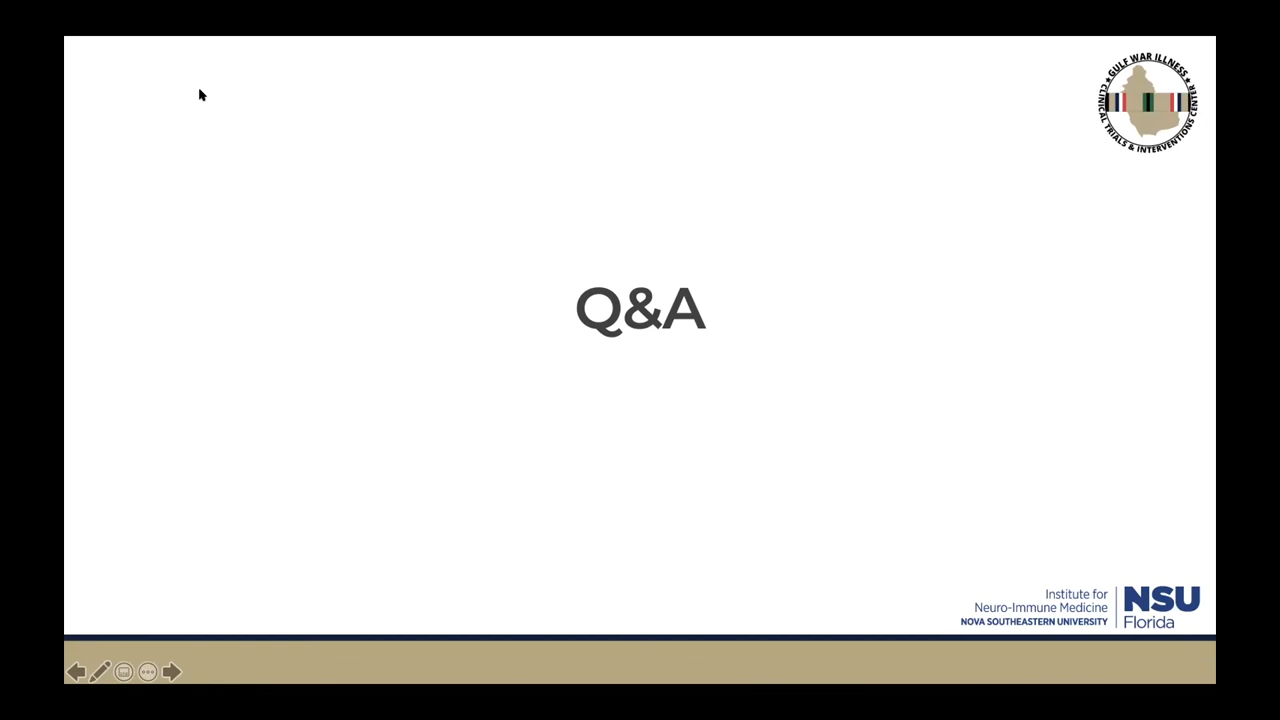 GULF WAR ILLNESS
CLINICAL TRIALS & INTERVENTIONS CENTER
Q&A
Institute for
Neuro-Immune Medicine
NOVA SOUTHEASTERN UNIVERSITY
NSU
Florida